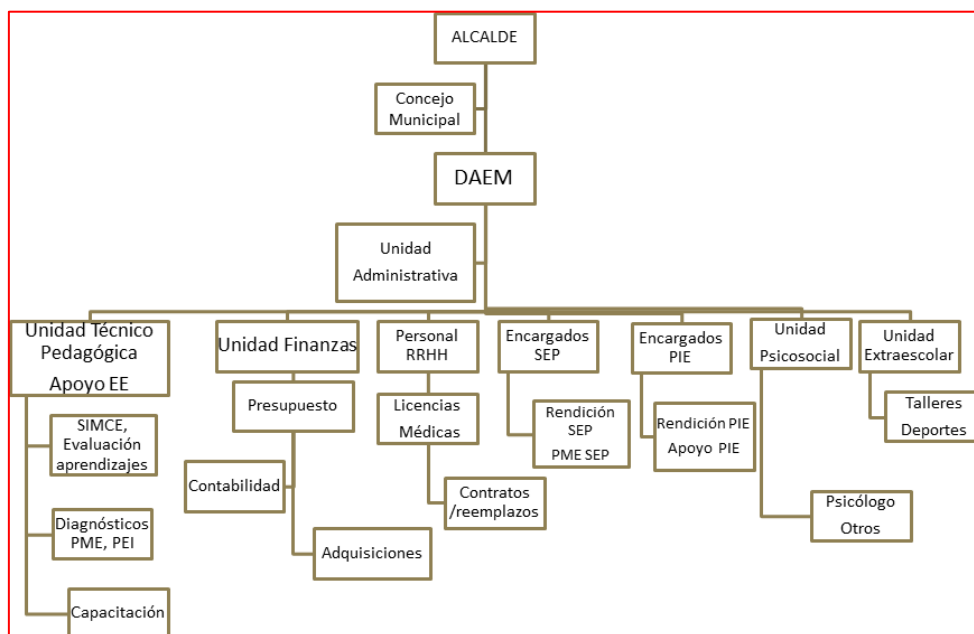 ALCALDE
Concejo
Municipal
DAEM
Unidad
Administrativa
Unidad Técnico
Pedagógica
Apoyo EE
SIMCE,
Evaluación
aprendizajes
Diagnósticos
PME, PEI
Capacitación
Unidad Finanzas
Presupuesto
Contabilidad
Adquisiciones
Personal
RRHH
Licencias
Médicas
Contratos
/reemplazos
Encargados
SEP
Rendición
SEP
PME SEP
Encargados
PIE
Rendición PIE
Apoyo PIE
Unidad
Psicosocial
Psicólogo
Otros
Unidad
Extraescolar
Talleres
Deportes